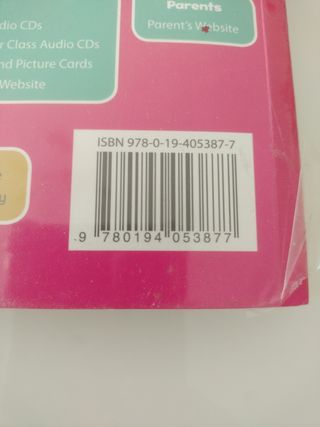 Parents
Parent's Website
dio CDs
Class Audio CDs
nd Picture Cards
Website
ISBN 978-0-19-405387-7
9 780194 053877